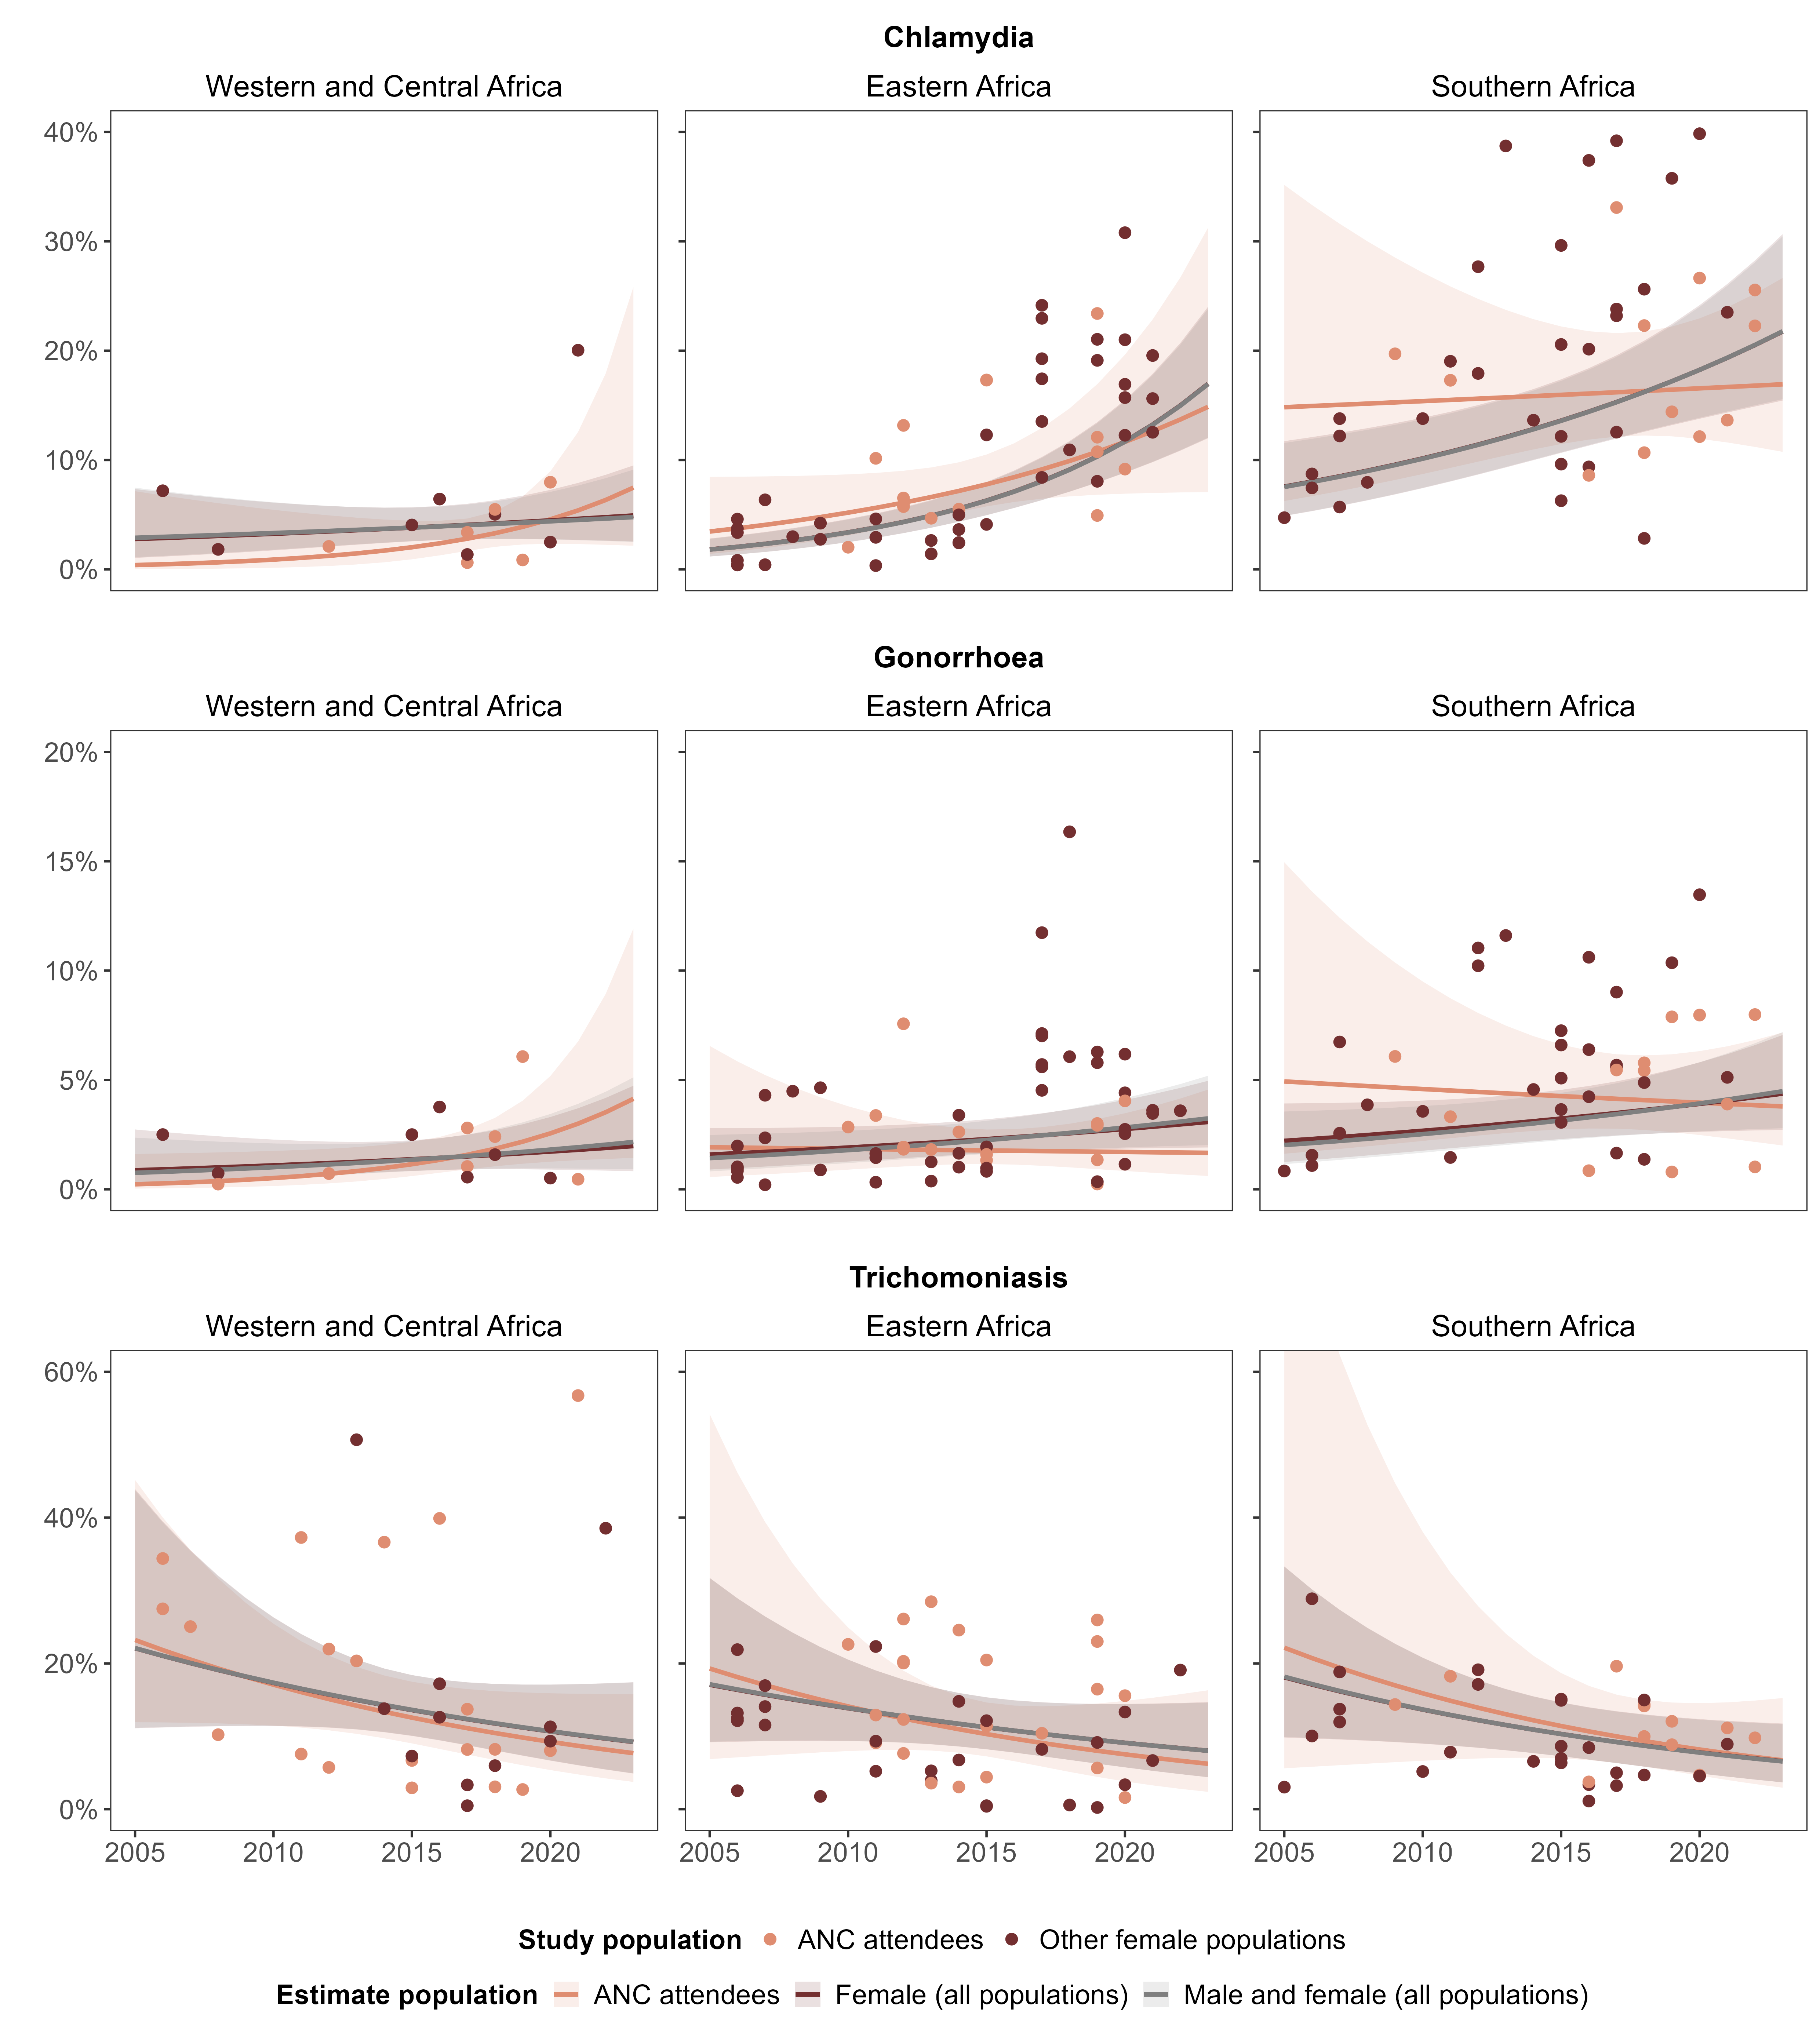 Chlamydia
Western and Central Africa Eastern Africa Southern Africa
40%
30%
20%
10%
0%
Gonorrhoea
Western and Central Africa Eastern Africa Southern Africa
20%
15%
10%
5%
0%
Trichomoniasis
Western and Central Africa Eastern Africa Southern Africa
60%
40%
20%
0%
2005 2010 2015 2020 2005 2010 2015 2020 2005 2010 2015 2020
Study population ANC attendees Other female populations
Estimate population ANC attendees Female (all populations) Male and female (all populations)